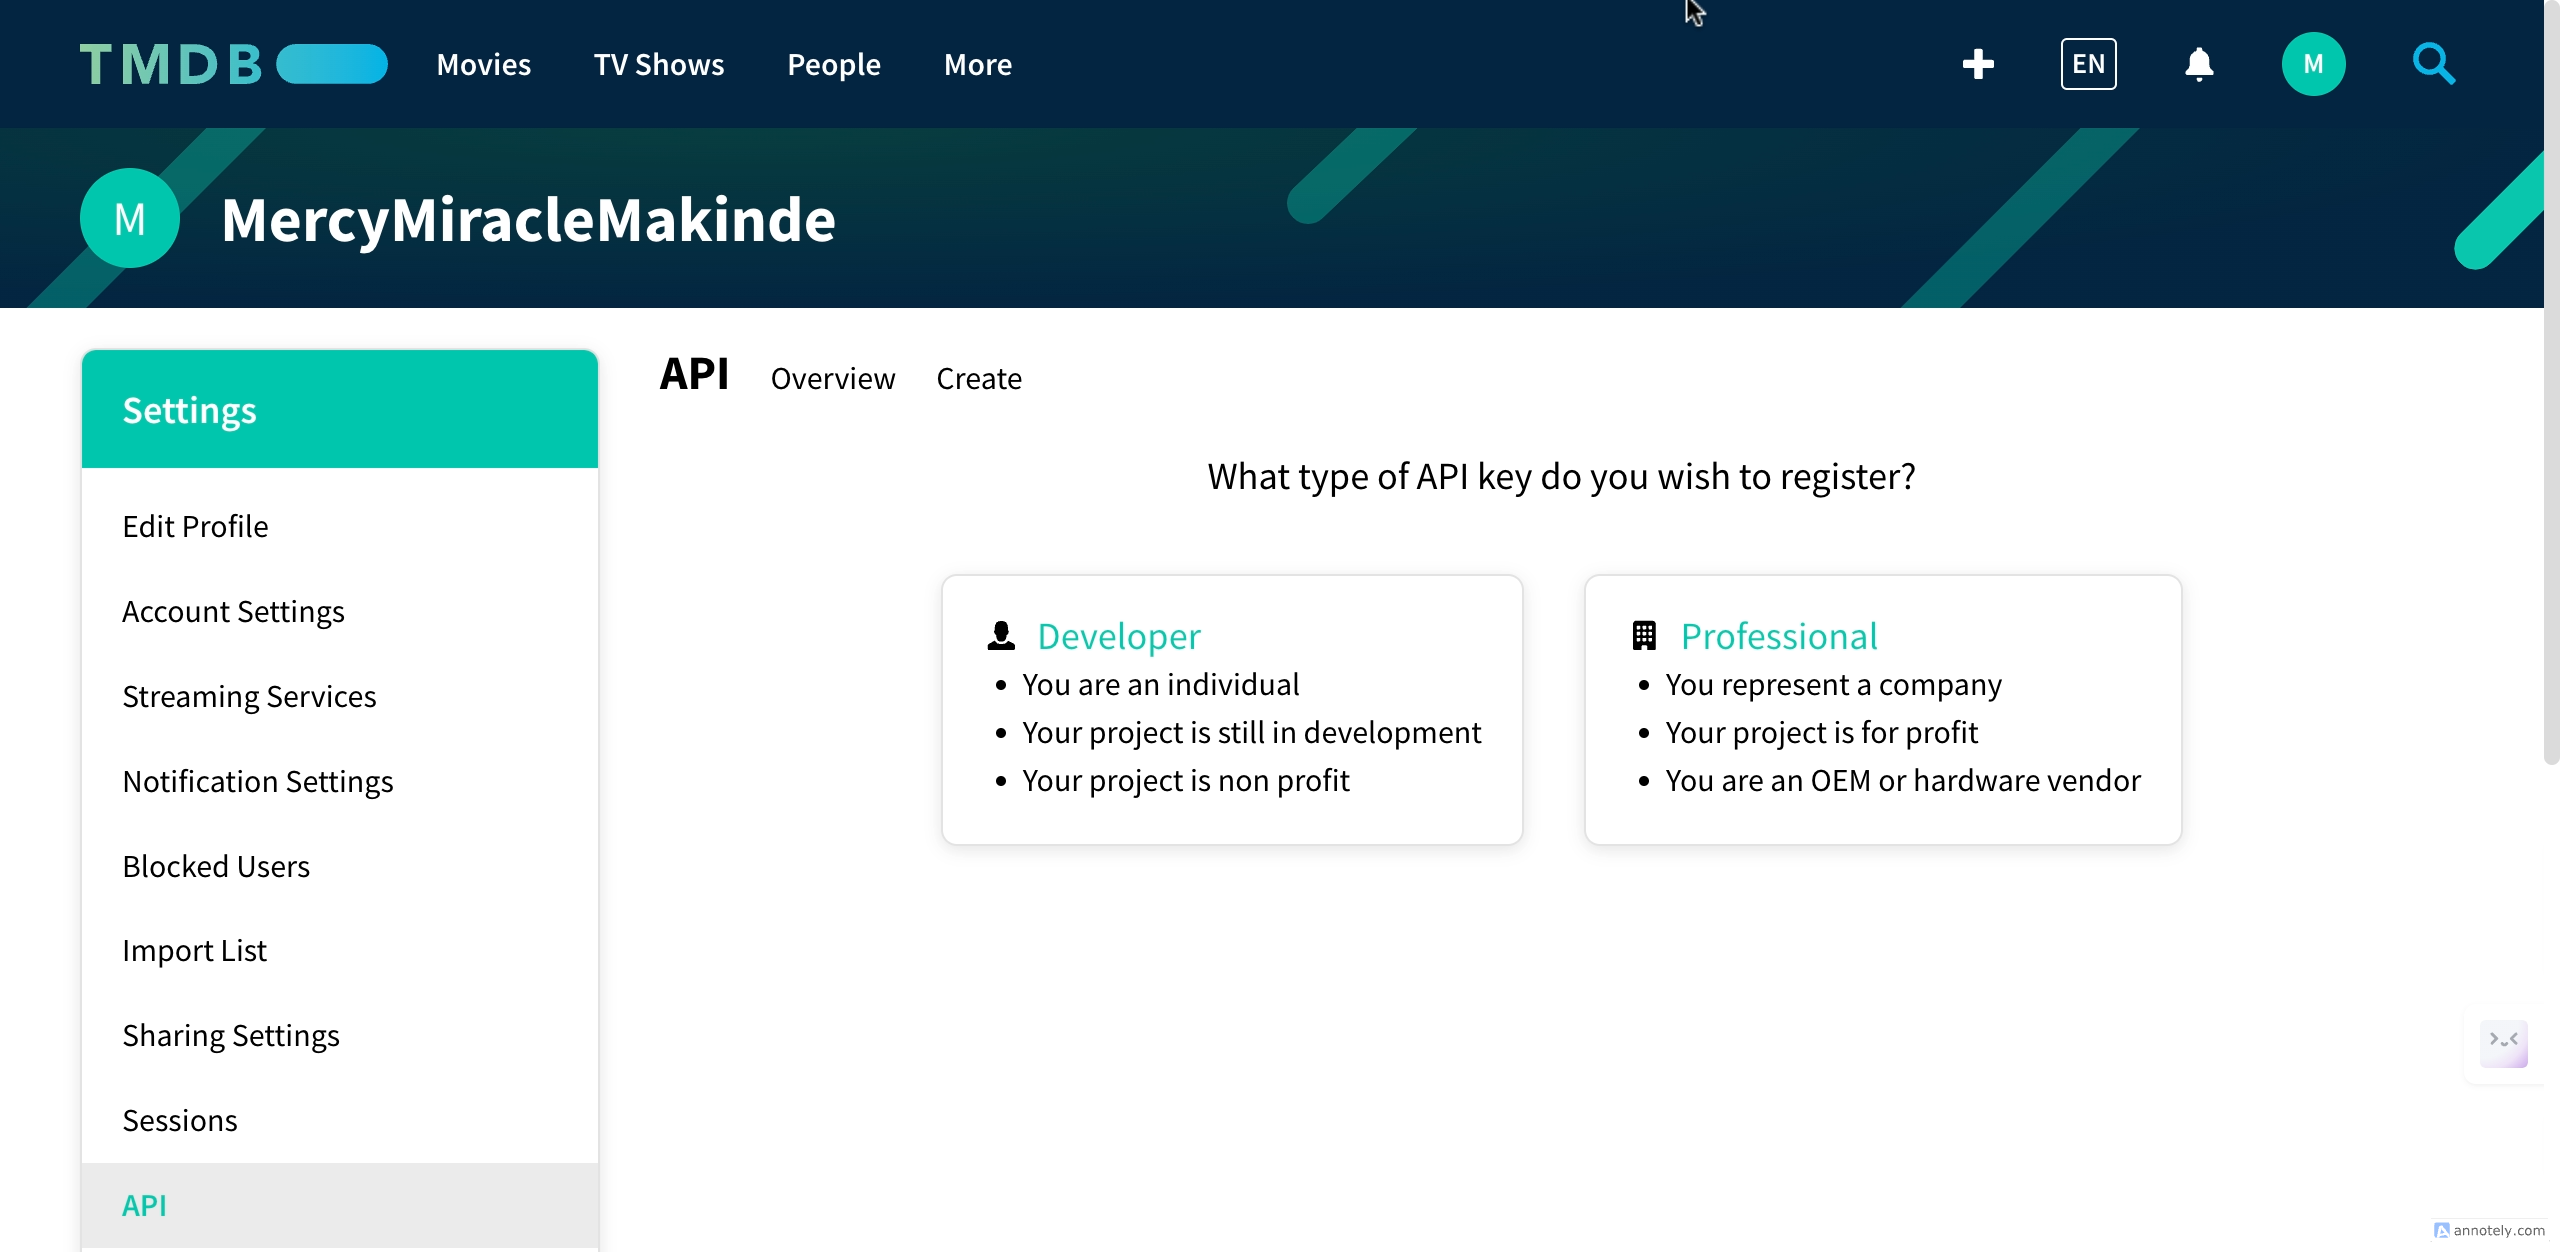 TMDB
Movies
TV Shows
People
More
EN
M
M
MercyMiracleMakinde
Settings
Edit Profile
Account Settings
Streaming Services
Notification Settings
Blocked Users
Import List
Sharing Settings
Sessions
API
API
Overview
Create
What type of API key do you wish to register?
Developer
• You are an individual
• Your project is still in development
• Your project is non profit
Professional
• You represent a company
• Your project is for profit
• You are an OEM or hardware vendor
annotely.com